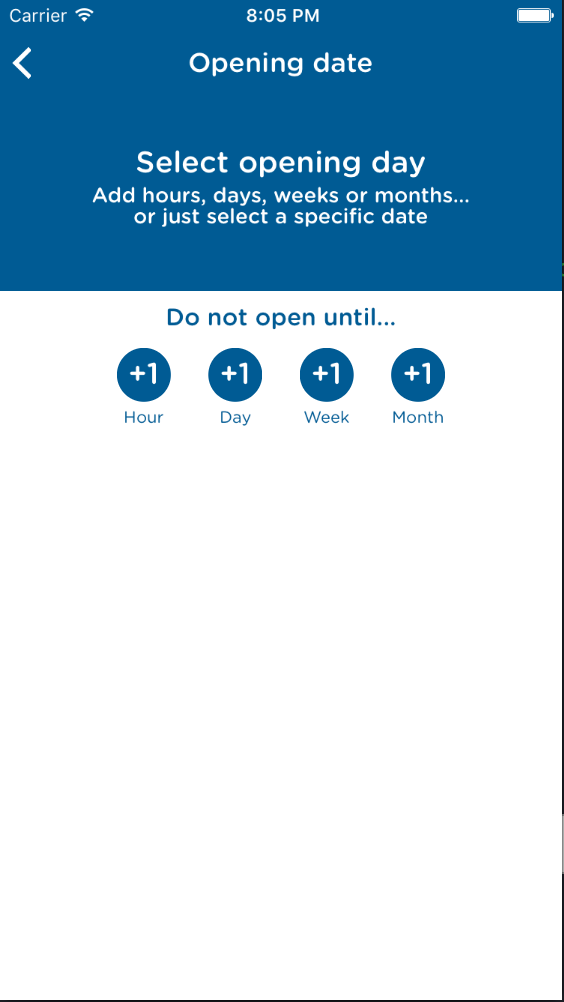 Carrier 8:05 PM
Opening date
Select opening day
Add hours, days, weeks or months...
or just select a specific date
Do not open until...
+1 +1 +1 +1
Hour Day Week Month